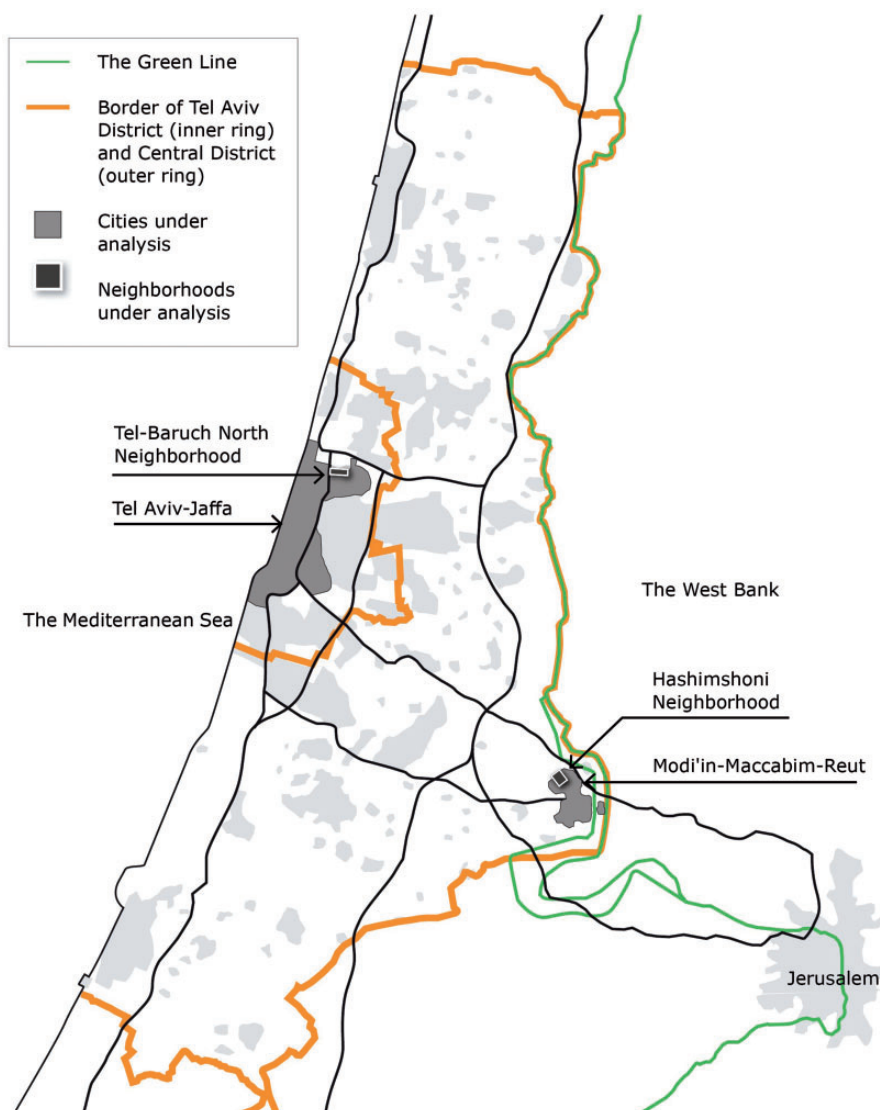 The Green Line
Border of Tel Aviv
District (inner ring)
and Central District
(outer ring)
Cities under
analysis
Neighborhoods
under analysis
Tel-Baruch North
Neighborhood
Tel Aviv-Jaffa
The Mediterranean Sea
The West Bank
Hashimshoni
Neighborhood
Modi'in-Maccabim-Reut
Jerusalem